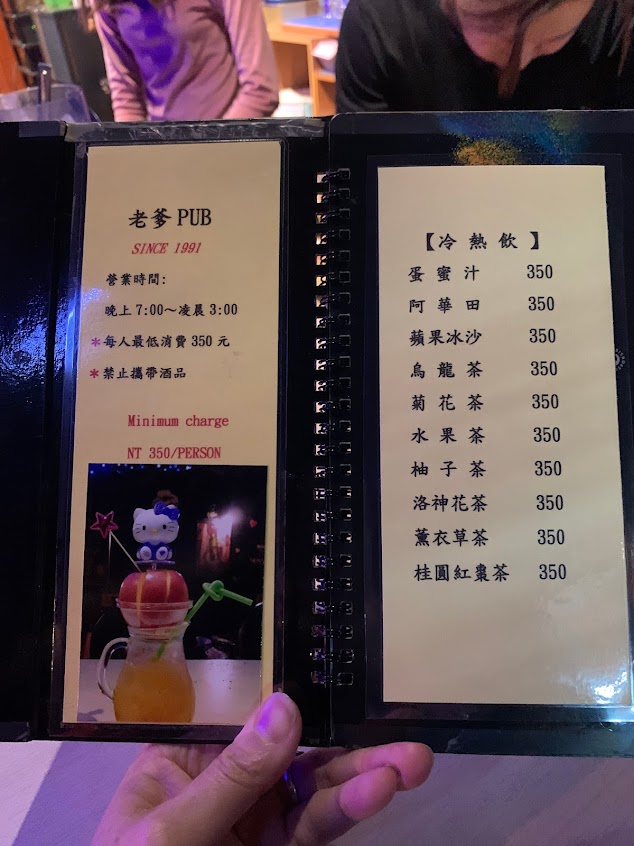 老爹 PUB
SINCE 1991
營業時間:
晚上 7:00～凌晨 3:00
*每人最低消費 350 元
*禁止攜帶酒品
Minimum charge
NT 350/PERSON
【冷 熱 飲 】
蛋 蜜 汁 350
阿 華 田 350
蘋果冰沙 350
烏 龍 茶 350
菊 花 茶 350
水 果 茶 350
柚 子 茶 350
洛神花茶 350
薰衣草茶 350
桂圓紅棗茶 350